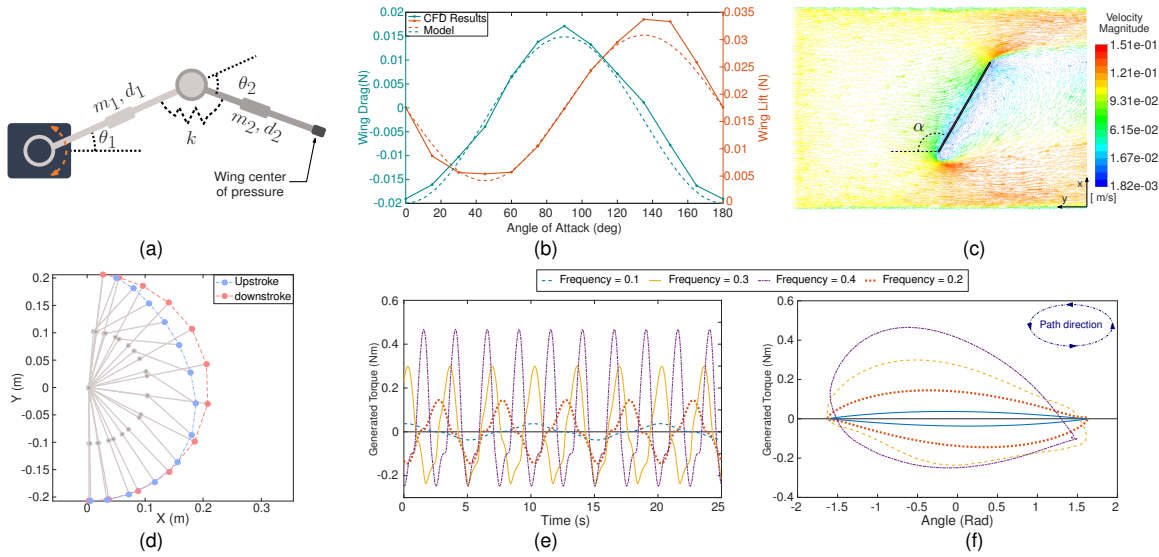 m₁, d₁
θ₁
k
θ₂
m₂, d₂
Wing center
of pressure
(a)
CFD Results
Model
Wing Drag(N)
0.02
0.015
0.01
0.005
0
-0.005
-0.01
-0.015
-0.02
0.035
0.03
0.025
0.02
0.015
0.010
0.005
0
Wing Lift (N)
0 20 40 60 80 100 120 140 160 180
Angle of Attack (deg)
(b)
α
x
y
Velocity
Magnitude
1.51e-01
1.21e-01
9.31e-02
6.15e-02
1.67e-02
1.82e-03
[ m/s]
(c)
Upstroke
downstroke
Y (m)
0.2
0.15
0.1
0.05
0
-0.05
-0.1
-0.15
-0.2
0 0.1 0.2 0.3
X (m)
(d)
Frequency = 0.1 Frequency = 0.3 Frequency = 0.4 Frequency = 0.2
Generated Torque (Nm)
0.6
0.4
0.2
0
-0.2
0 5 10 15 20 25
Time (s)
(e)
Generated Torque (Nm)
0.6
0.4
0.2
0
-0.2
-0.4
Path direction
-2 -1.5 -1 -0.5 0 0.5 1 1.5 2
Angle (Rad)
(f)